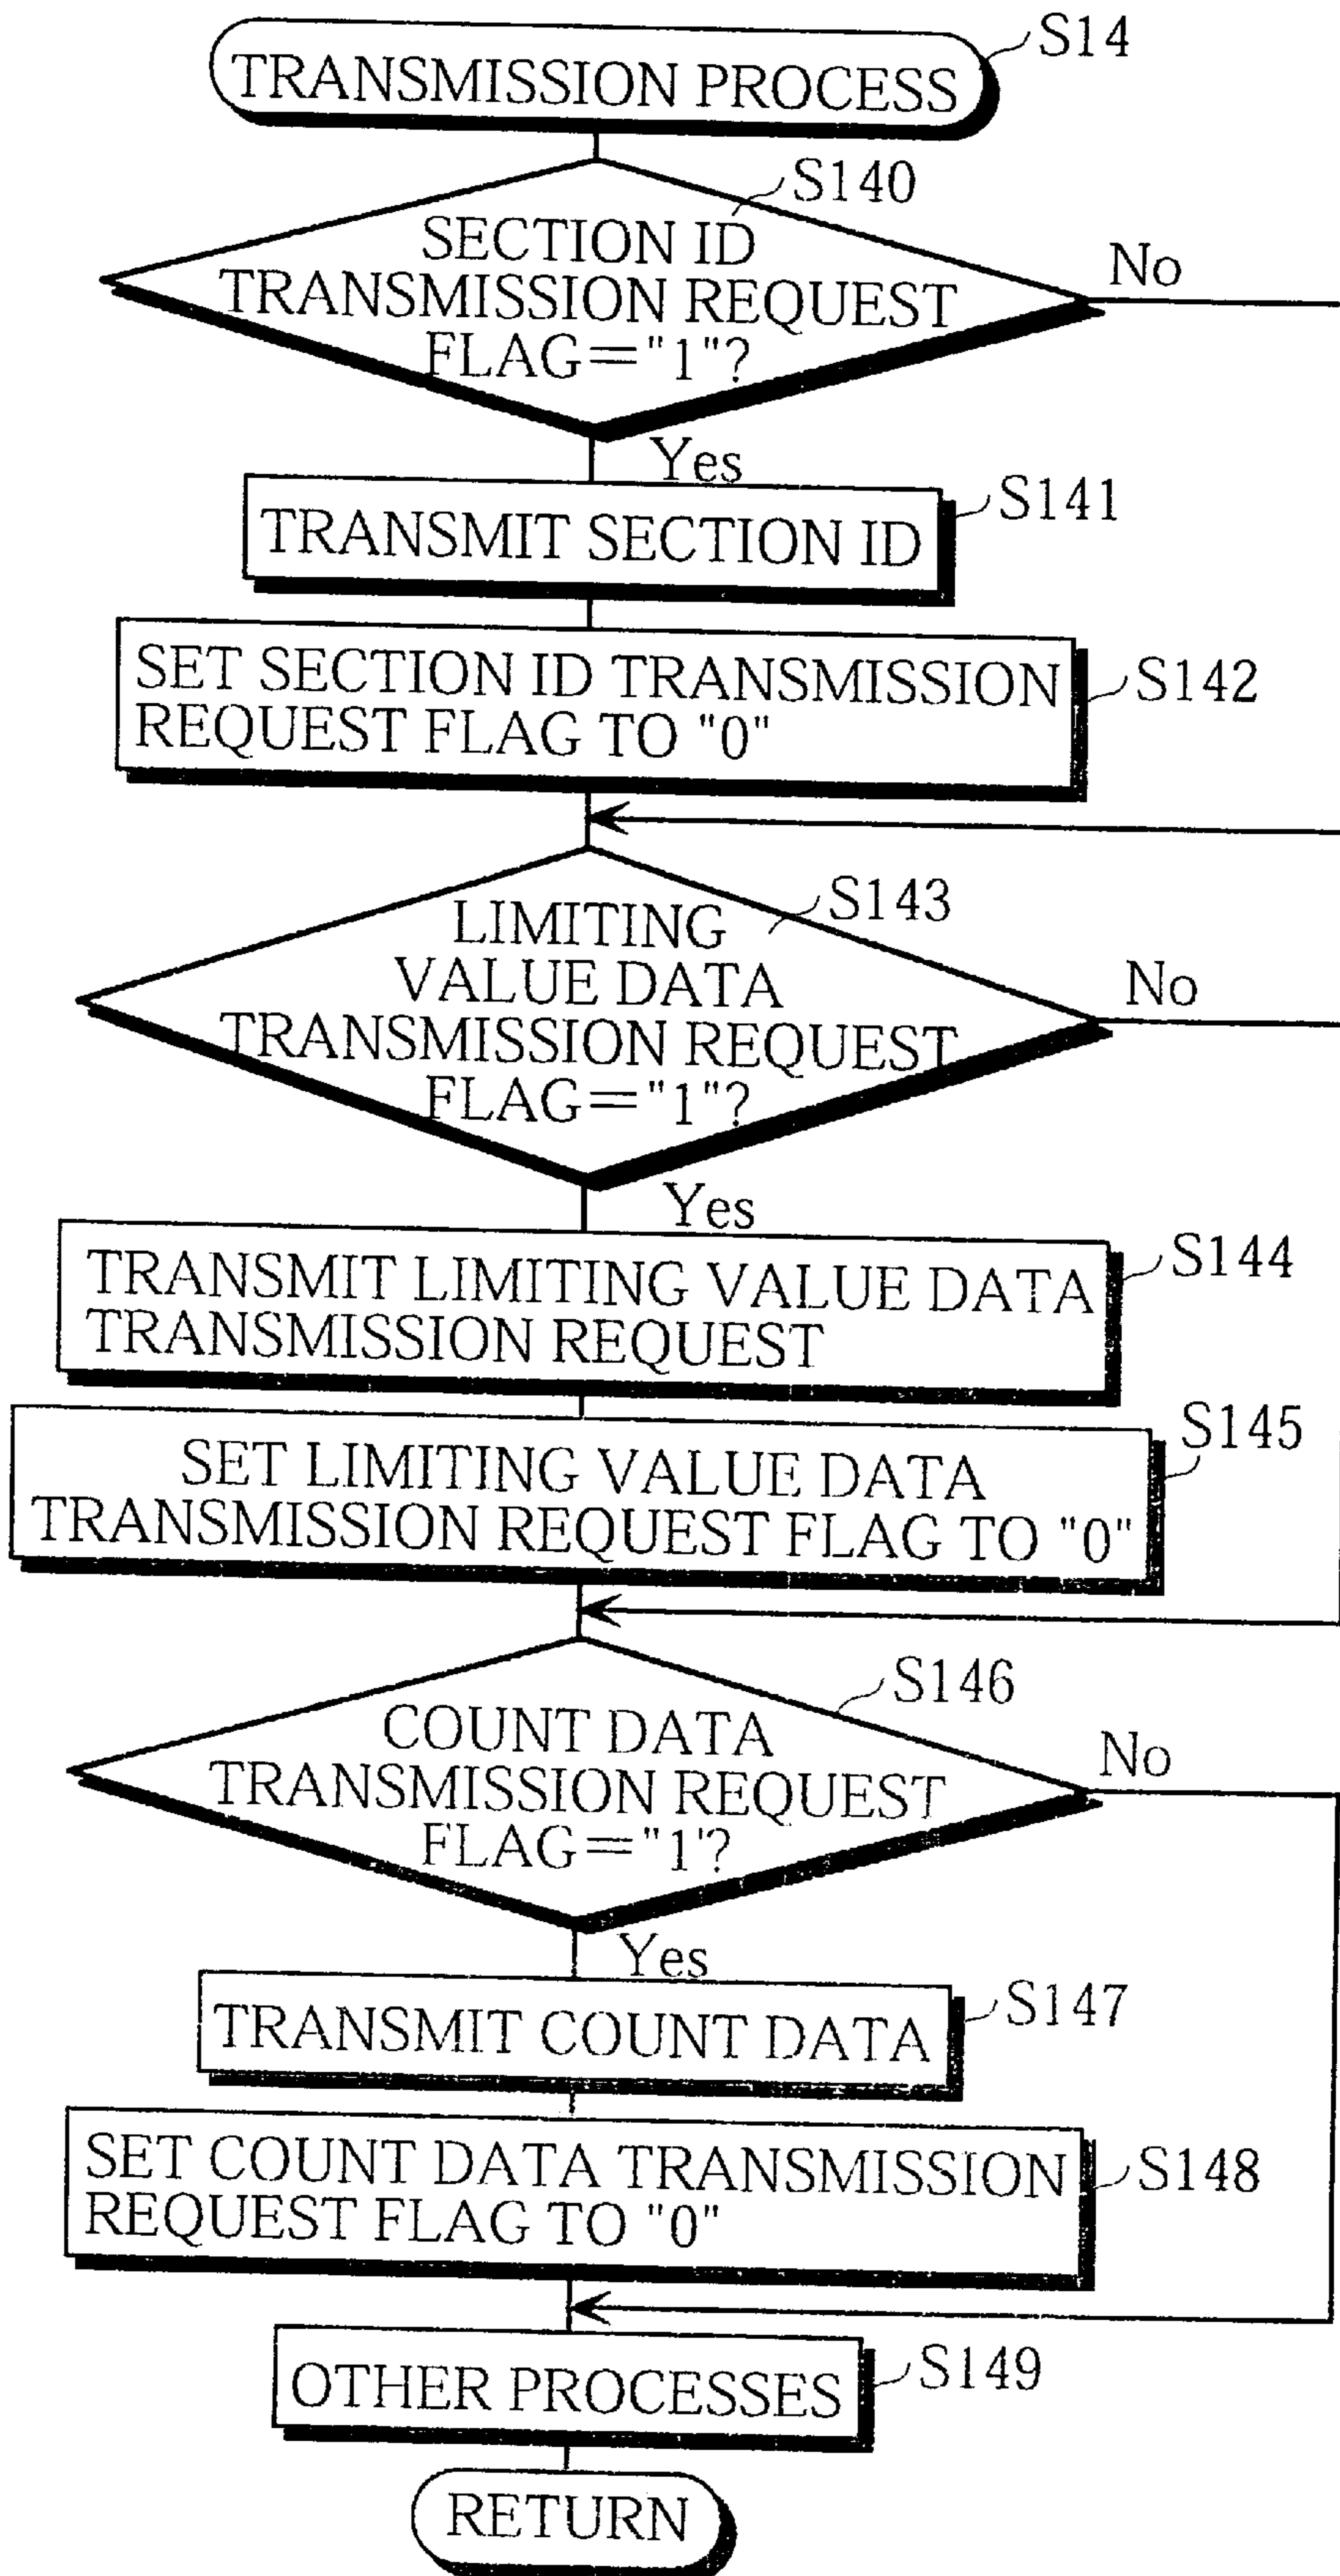 TRANSMISSION PROCESS
S14
S140
SECTION ID
TRANSMISSION REQUEST
FLAG="1"?
No
Yes
TRANSMIT SECTION ID
S141
SET SECTION ID TRANSMISSION
REQUEST FLAG TO "0"
S142
S143
LIMITING
VALUE DATA
TRANSMISSION REQUEST
FLAG="1"?
No
Yes
TRANSMIT LIMITING VALUE DATA
TRANSMISSION REQUEST
S144
SET LIMITING VALUE DATA
TRANSMISSION REQUEST FLAG TO "0"
S145
S146
COUNT DATA
TRANSMISSION REQUEST
FLAG="1'?
No
Yes
TRANSMIT COUNT DATA
S147
SET COUNT DATA TRANSMISSION
REQUEST FLAG TO "0"
S148
OTHER PROCESSES
S149
RETURN